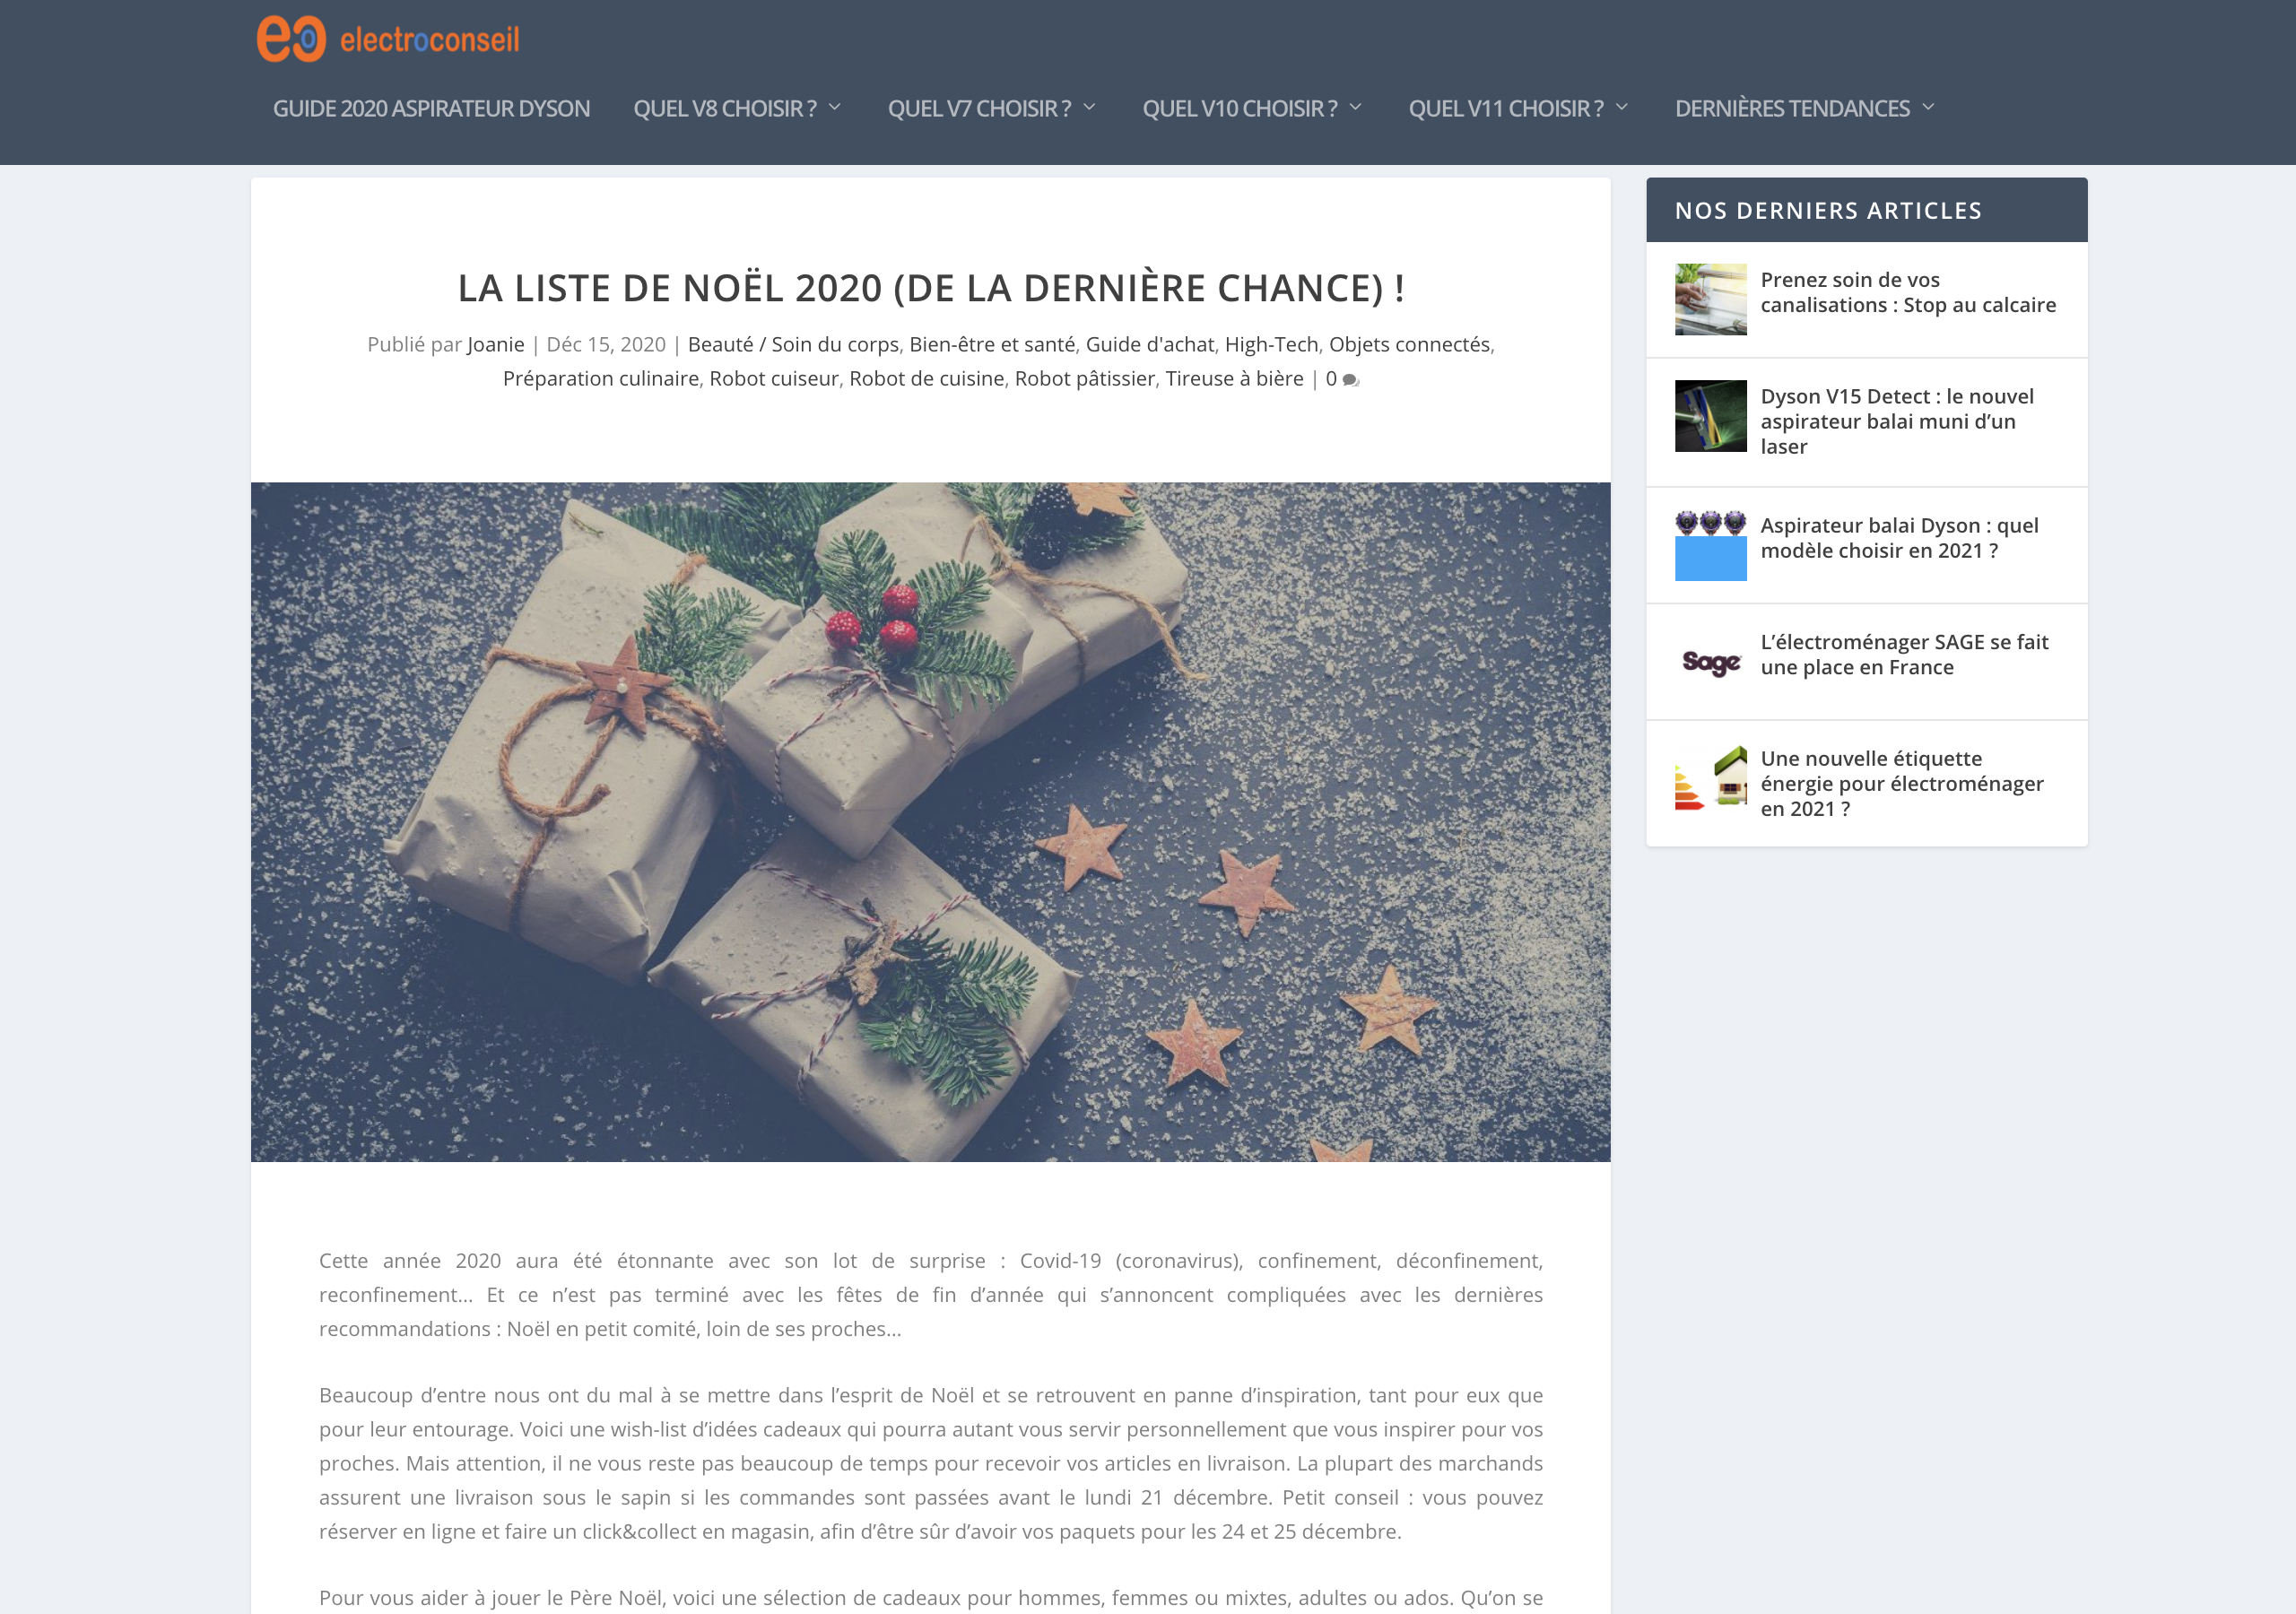 electroconseil
GUIDE 2020 ASPIRATEUR DYSON QUEL V8 CHOISIR ? QUEL V7 CHOISIR ? QUEL V10 CHOISIR ? QUEL V11 CHOISIR ? DERNIÈRES TENDANCES
LA LISTE DE NOËL 2020 (DE LA DERNIÈRE CHANCE) !
Publié par Joanie | Déc 15, 2020 | Beauté / Soin du corps, Bien-être et santé, Guide d'achat, High-Tech, Objets connectés,
Préparation culinaire, Robot cuiseur, Robot de cuisine, Robot pâtissier, Tireuse à bière | 0
Cette année 2020 aura été étonnante avec son lot de surprise : Covid-19 (coronavirus), confinement, déconfinement,
reconfinement… Et ce n’est pas terminé avec les fêtes de fin d’année qui s’annoncent compliquées avec les dernières
recommandations : Noël en petit comité, loin de ses proches…
Beaucoup d’entre nous ont du mal à se mettre dans l’esprit de Noël et se retrouvent en panne d’inspiration, tant pour eux que
pour leur entourage. Voici une wish-list d’idées cadeaux qui pourra autant vous servir personnellement que vous inspirer pour vos
proches. Mais attention, il ne vous reste pas beaucoup de temps pour recevoir vos articles en livraison. La plupart des marchands
assurent une livraison sous le sapin si les commandes sont passées avant le lundi 21 décembre. Petit conseil : vous pouvez
réserver en ligne et faire un click&collect en magasin, afin d’être sûr d’avoir vos paquets pour les 24 et 25 décembre.
Pour vous aider à jouer le Père Noël, voici une sélection de cadeaux pour hommes, femmes ou mixtes, adultes ou ados. Qu’on se
NOS DERNIERS ARTICLES
Prenez soin de vos
canalisations : Stop au calcaire
Dyson V15 Detect : le nouvel
aspirateur balai muni d’un
laser
Aspirateur balai Dyson : quel
modèle choisir en 2021 ?
Sage
L’électroménager SAGE se fait
une place en France
Une nouvelle étiquette
énergie pour électroménager
en 2021 ?